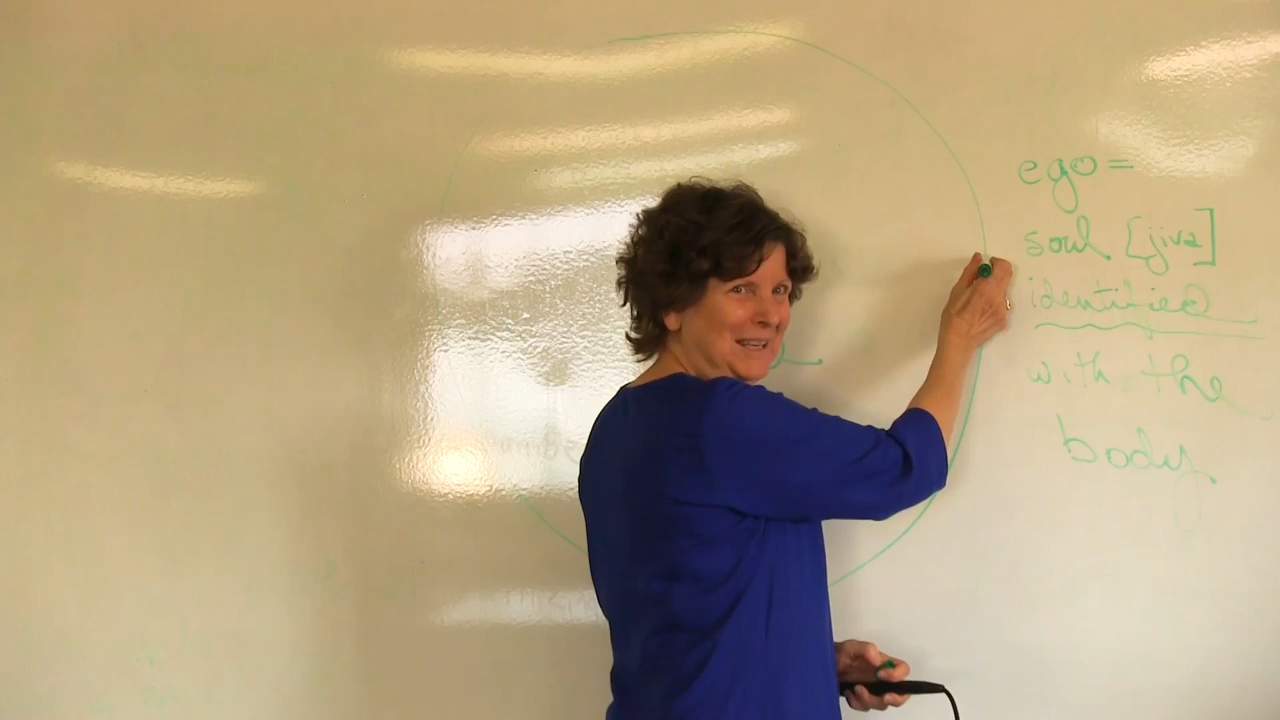 ego=
soul [jiva]
identified
with the
body